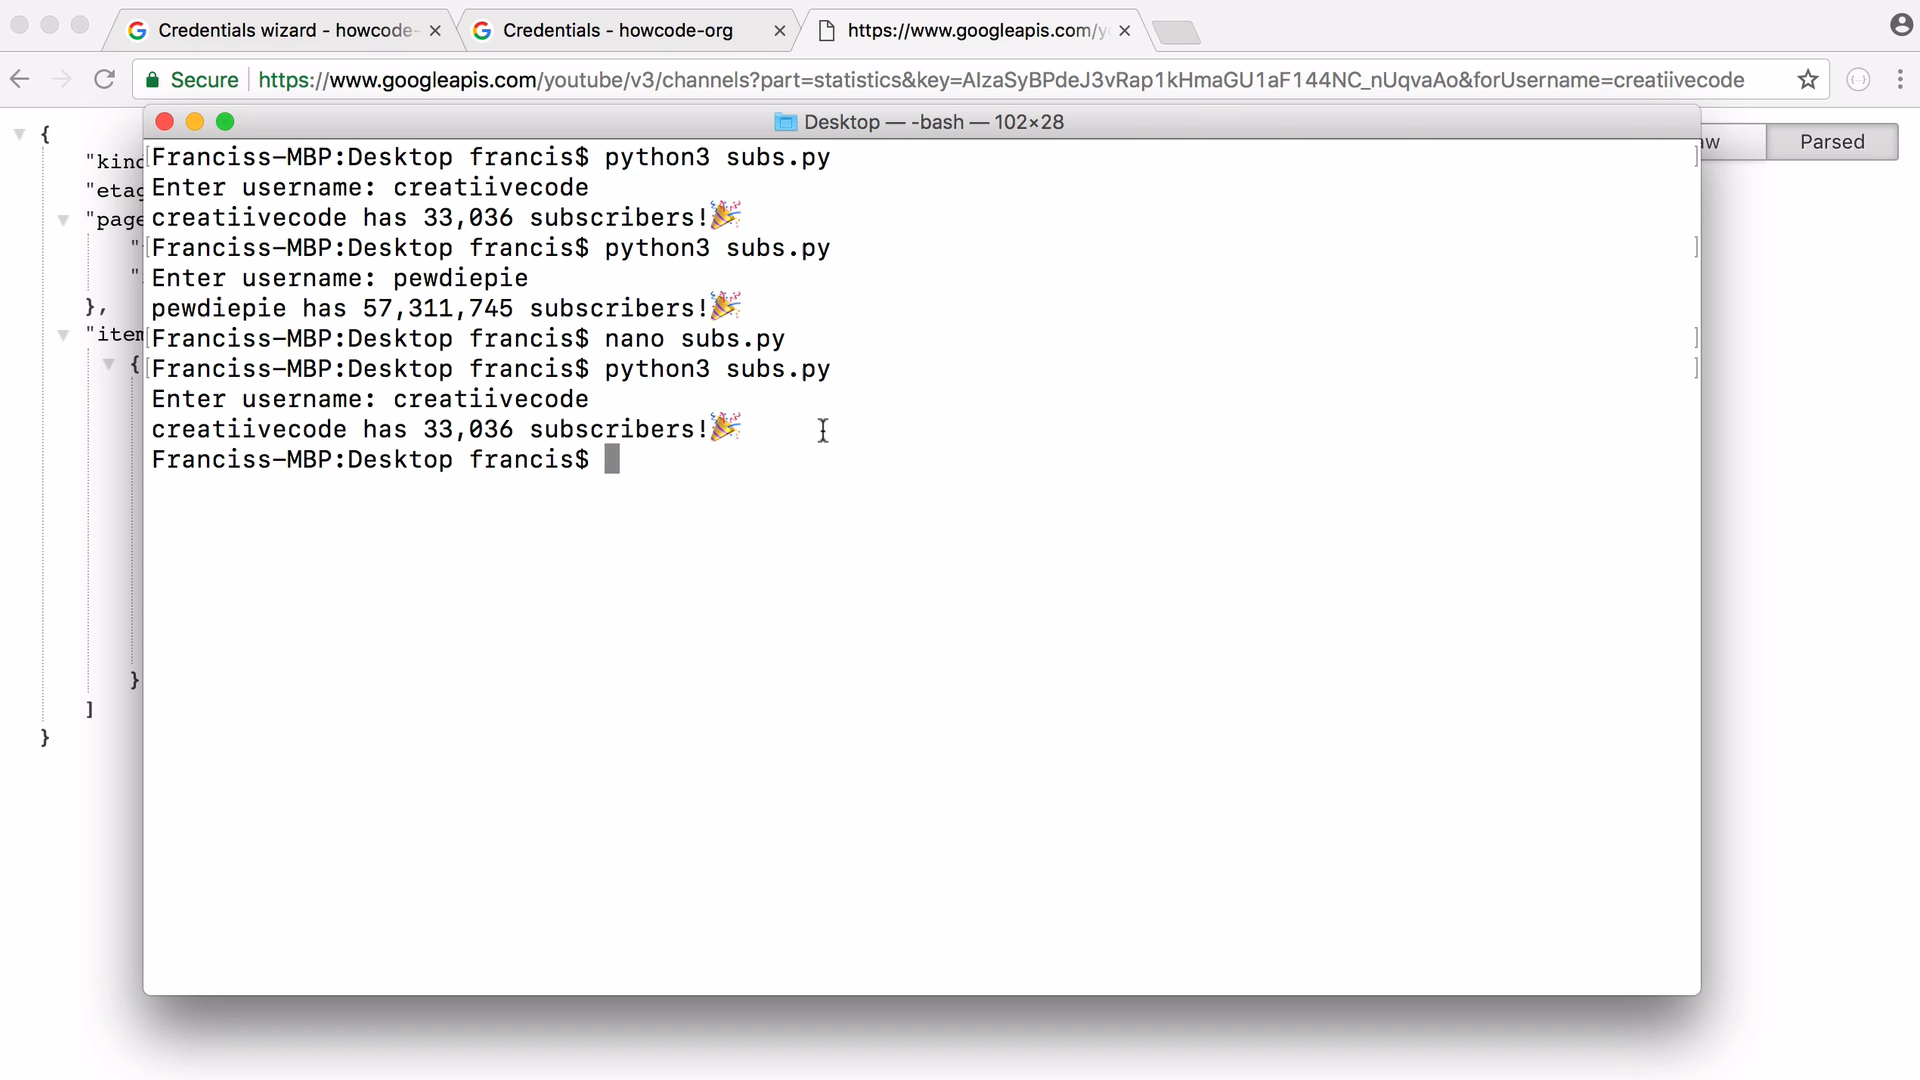 Credentials wizard - howcode-
Credentials - howcode-org
https://www.googleapis.com/y
Secure https://www.googleapis.com/youtube/v3/channels?part=statistics&key=AIzaSyBPdeJ3vRap1kHmaGU1aF144NC_nUqvaAo&forUsername=creatiivecode
Desktop — -bash — 102×28
Parsed
{
"kind
"etag
"page
"
"
},
"item
{
}
]
}
Franciss-MBP:Desktop francis$ python3 subs.py
Enter username: creatiivecode
creatiivecode has 33,036 subscribers!🎉
Franciss-MBP:Desktop francis$ python3 subs.py
Enter username: pewdiepie
pewdiepie has 57,311,745 subscribers!🎉
Franciss-MBP:Desktop francis$ nano subs.py
Franciss-MBP:Desktop francis$ python3 subs.py
Enter username: creatiivecode
creatiivecode has 33,036 subscribers!🎉
Franciss-MBP:Desktop francis$